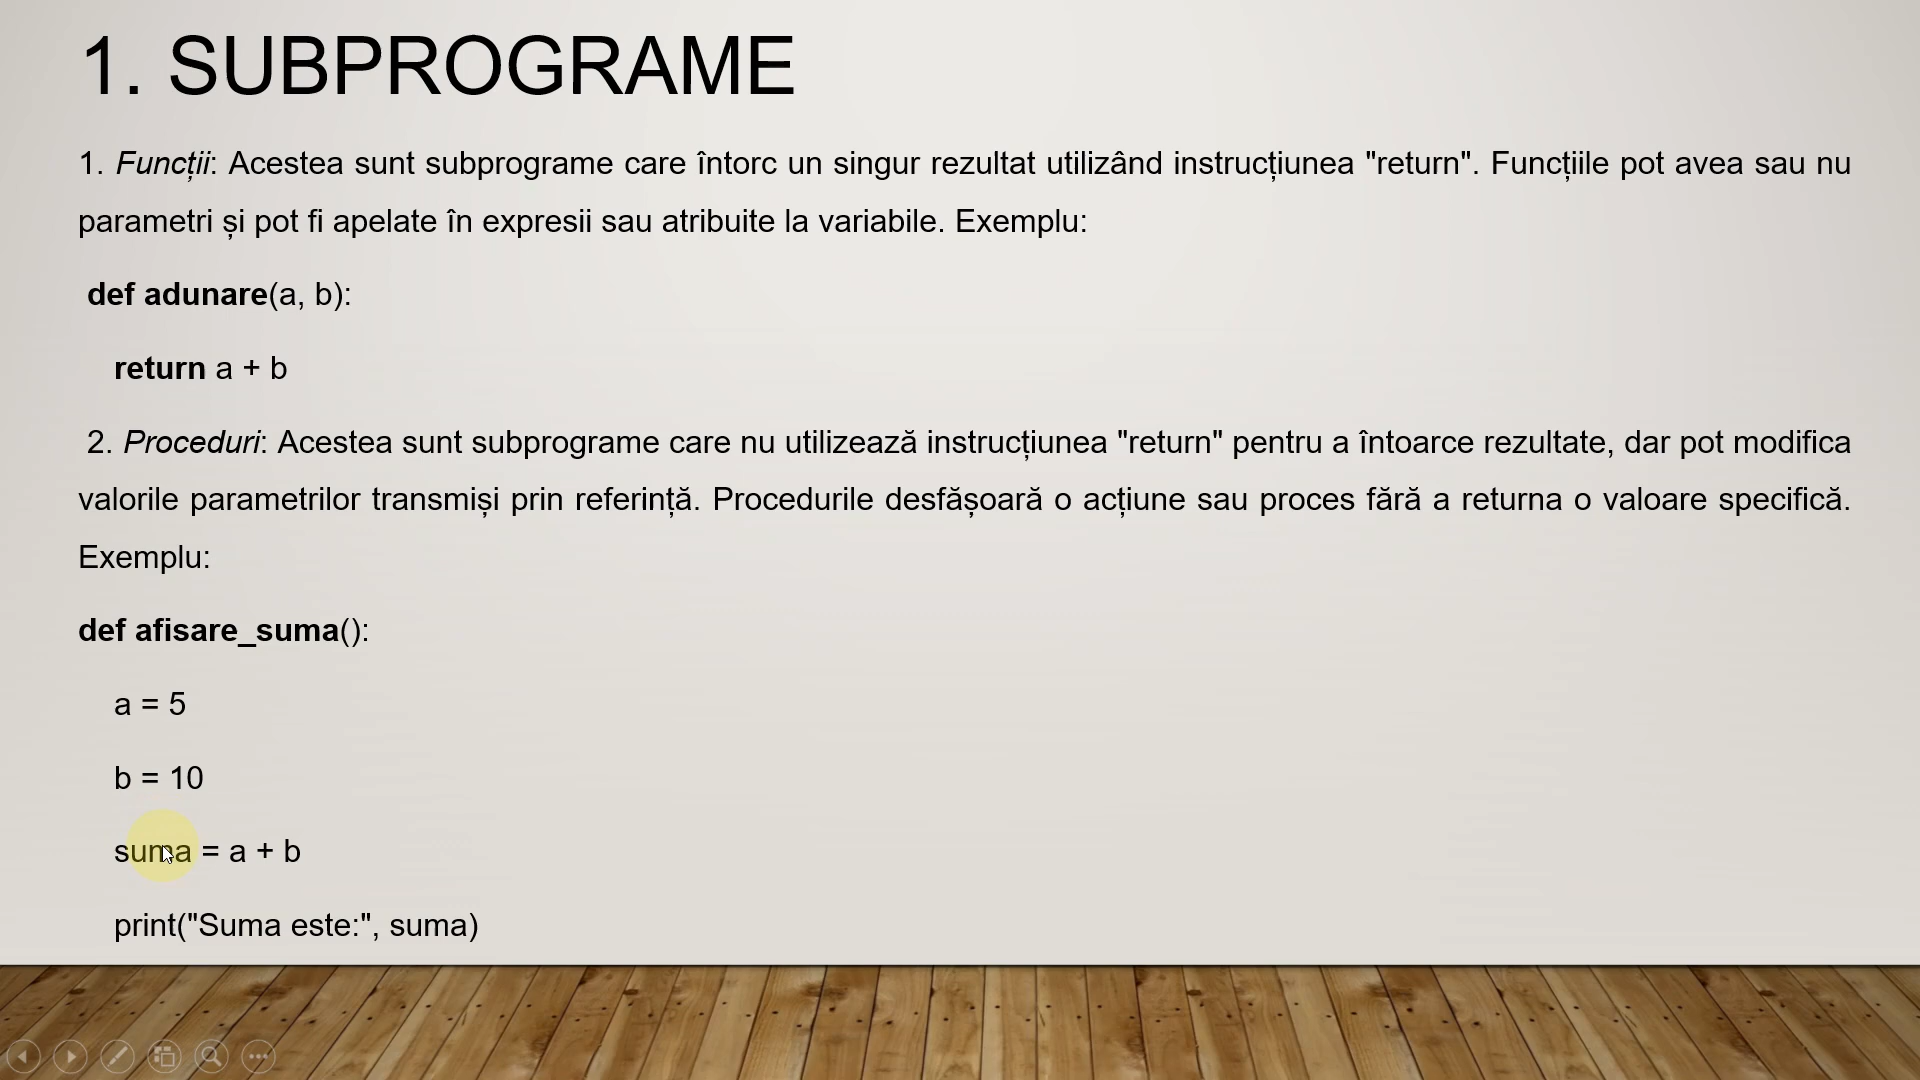 1. SUBPROGRAME
1. Funcții: Acestea sunt subprograme care întorc un singur rezultat utilizând instrucțiunea "return". Funcțiile pot avea sau nu
parametri și pot fi apelate în expresii sau atribuite la variabile. Exemplu:
def adunare(a, b):
return a + b
2. Proceduri: Acestea sunt subprograme care nu utilizează instrucțiunea "return" pentru a întoarce rezultate, dar pot modifica
valorile parametrilor transmiși prin referință. Procedurile desfășoară o acțiune sau proces fără a returna o valoare specifică.
Exemplu:
def afisare_suma():
a = 5
b = 10
suma = a + b
print("Suma este:", suma)